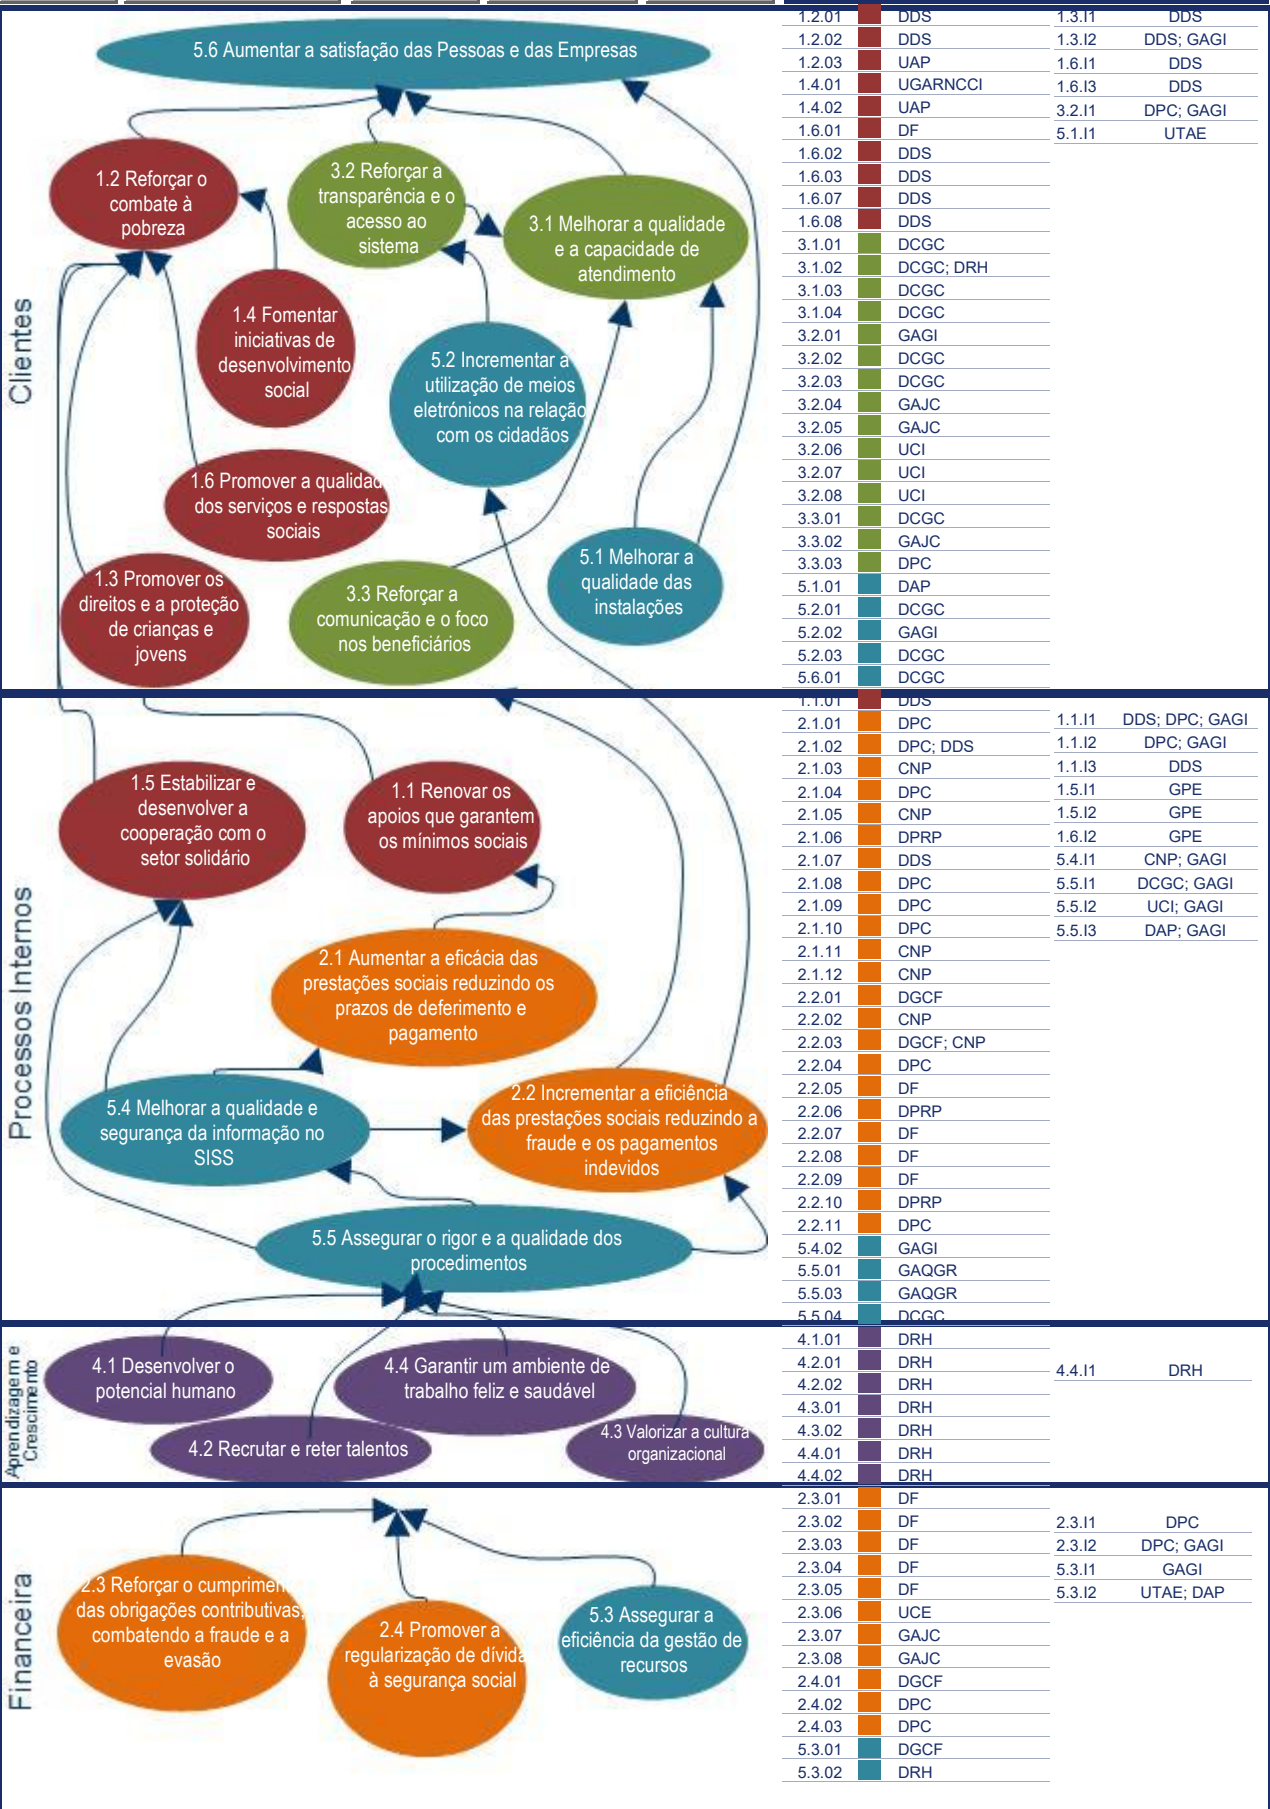 Clientes
5.6 Aumentar a satisfação das Pessoas e das Empresas
1.2 Reforçar o
combate à
pobreza
3.2 Reforçar a
transparência e o
acesso ao
sistema
3.1 Melhorar a qualidade
e a capacidade de
atendimento
1.4 Fomentar
iniciativas de
desenvolvimento
social
5.2 Incrementar a
utilização de meios
eletrónicos na relação
com os cidadãos
1.6 Promover a qualidad
dos serviços e respostas
sociais
1.3 Promover os
direitos e a proteção
de crianças e
jovens
3.3 Reforçar a
comunicação e o foco
nos beneficiários
5.1 Melhorar a
qualidade das
instalações
1.2.01 DDS
1.2.02 DDS
1.2.03 UAP
1.4.01 UGARNCCI
1.4.02 UAP
1.6.01 DF
1.6.02 DDS
1.6.03 DDS
1.6.07 DDS
1.6.08 DDS
3.1.01 DCGC
3.1.02 DCGC; DRH
3.1.03 DCGC
3.1.04 DCGC
3.2.01 GAGI
3.2.02 DCGC
3.2.03 DCGC
3.2.04 GAJC
3.2.05 GAJC
3.2.06 UCI
3.2.07 UCI
3.2.08 UCI
3.3.01 DCGC
3.3.02 GAJC
3.3.03 DPC
5.1.01 DAP
5.2.01 DCGC
5.2.02 GAGI
5.2.03 DCGC
5.6.01 DCGC
1.3.I1 DDS
1.3.I2 DDS; GAGI
1.6.I1 DDS
1.6.I3 DDS
3.2.I1 DPC; GAGI
5.1.I1 UTAE
Processos Internos
1.5 Estabilizar e
desenvolver a
cooperação com o
setor solidário
1.1 Renovar os
apoios que garantem
os mínimos sociais
2.1 Aumentar a eficácia das
prestações sociais reduzindo os
prazos de deferimento e
pagamento
5.4 Melhorar a qualidade e
segurança da informação no
SISS
2.2 Incrementar a eficiência
das prestações sociais reduzindo a
fraude e os pagamentos
indevidos
5.5 Assegurar o rigor e a qualidade dos
procedimentos
1.1.01 DDS
2.1.01 DPC
2.1.02 DPC; DDS
2.1.03 CNP
2.1.04 DPC
2.1.05 CNP
2.1.06 DPRP
2.1.07 DDS
2.1.08 DPC
2.1.09 DPC
2.1.10 DPC
2.1.11 CNP
2.1.12 CNP
2.2.01 DGCF
2.2.02 CNP
2.2.03 DGCF; CNP
2.2.04 DPC
2.2.05 DF
2.2.06 DPRP
2.2.07 DF
2.2.08 DF
2.2.09 DF
2.2.10 DPRP
2.2.11 DPC
5.4.02 GAGI
5.5.01 GAQGR
5.5.03 GAQGR
5.5.04 DCGC
1.1.I1 DDS; DPC; GAGI
1.1.I2 DPC; GAGI
1.1.I3 DDS
1.5.I1 GPE
1.5.I2 GPE
1.6.I2 GPE
5.4.I1 CNP; GAGI
5.5.I1 DCGC; GAGI
5.5.I2 UCI; GAGI
5.5.I3 DAP; GAGI
Aprendizagem e
Crescimento
4.1 Desenvolver o
potencial humano
4.4 Garantir um ambiente de
trabalho feliz e saudável
4.2 Recrutar e reter talentos
4.3 Valorizar a cultura
organizacional
4.1.01 DRH
4.2.01 DRH
4.2.02 DRH
4.3.01 DRH
4.3.02 DRH
4.4.01 DRH
4.4.02 DRH
4.4.I1 DRH
Financeira
2.3 Reforçar o cumprimen
das obrigações contributivas,
combatendo a fraude e a
evasão
2.4 Promover a
regularização de dívida
à segurança social
5.3 Assegurar a
eficiência da gestão de
recursos
2.3.01 DF
2.3.02 DF
2.3.03 DF
2.3.04 DF
2.3.05 DF
2.3.06 UCE
2.3.07 GAJC
2.3.08 GAJC
2.4.01 DGCF
2.4.02 DPC
2.4.03 DPC
5.3.01 DGCF
5.3.02 DRH
2.3.I1 DPC
2.3.I2 DPC; GAGI
5.3.I1 GAGI
5.3.I2 UTAE; DAP